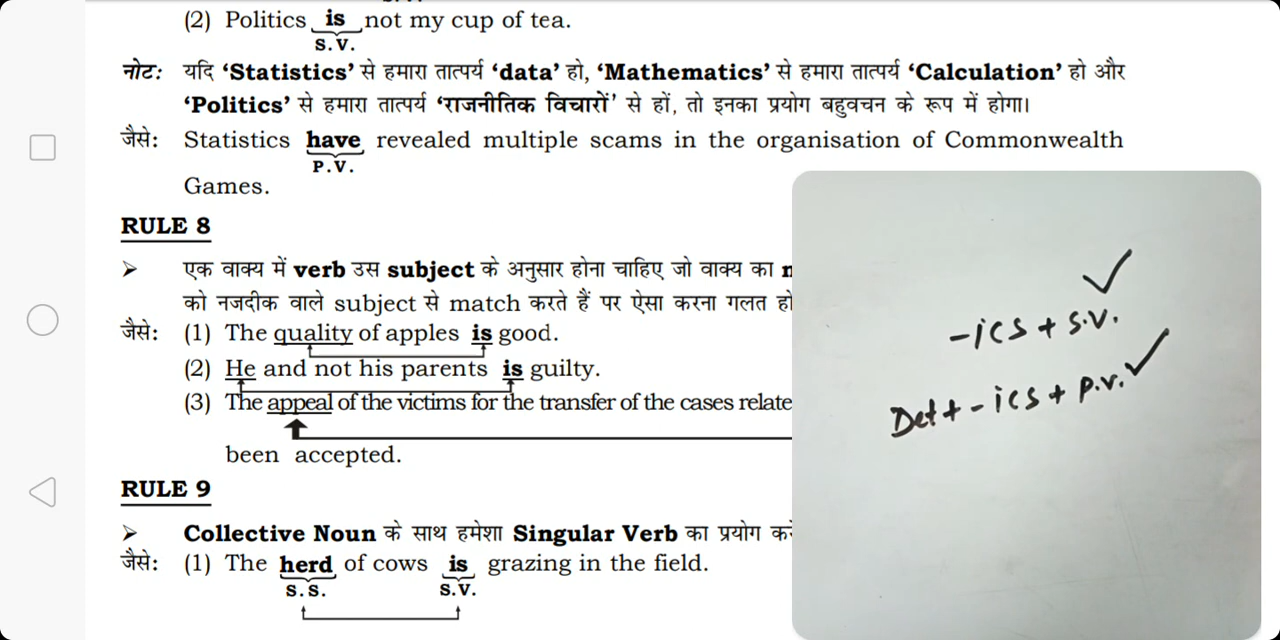 (2) Politics is not my cup of tea.
S.V.
नोट: यदि ‘Statistics’ से हमारा तात्पर्य ‘data’ हो, ‘Mathematics’ से हमारा तात्पर्य ‘Calculation’ हो और
‘Politics’ से हमारा तात्पर्य ‘राजनीतिक विचारों’ से हों, तो इनका प्रयोग बहुवचन के रूप में होगा।
जैसे: Statistics have revealed multiple scams in the organisation of Commonwealth
P.V.
Games.
RULE 8
➢ एक वाक्य में verb उस subject के अनुसार होना चाहिए जो वाक्य का
को नजदीक वाले subject से match करते हैं पर ऐसा करना गलत हो
जैसे: (1) The quality of apples is good.
(2) He and not his parents is guilty.
(3) The appeal of the victims for the transfer of the cases relate
been accepted.
RULE 9
➢ Collective Noun के साथ हमेशा Singular Verb का प्रयोग
जैसे: (1) The herd of cows is grazing in the field.
S.S. S.V.
-ics + s.v.
Det + -ics + p.v.